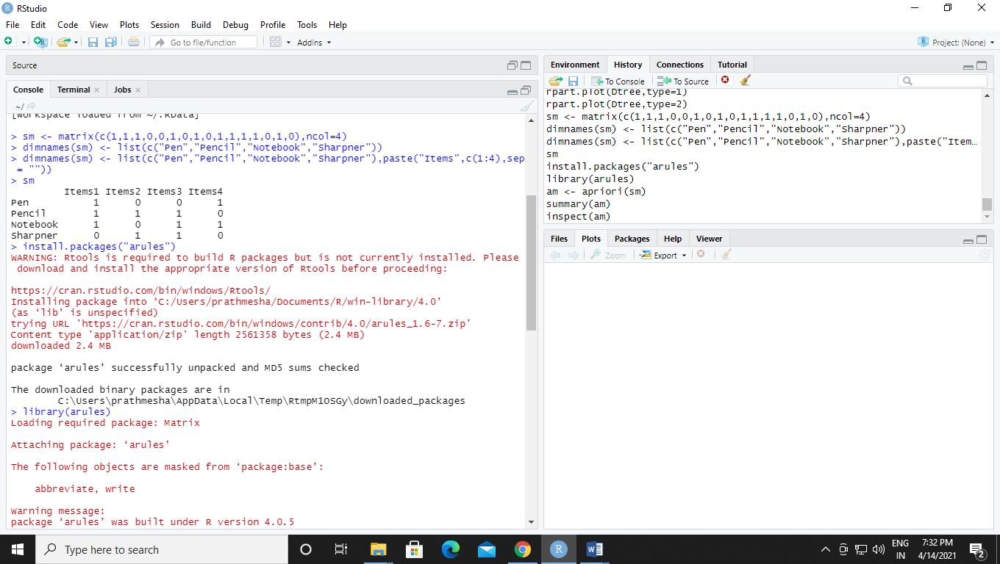 RStudio
File Edit Code View Plots Session Build Debug Profile Tools Help
Go to file/function Addins Project: (None)
Source
Console Terminal Jobs
~/
[Workspace loaded from ~/.RData]
> sm <- matrix(c(1,1,1,0,0,1,0,1,0,1,1,1,1,0,1,0),ncol=4)
> dimnames(sm) <- list(c("Pen","Pencil","Notebook","Sharpner"))
> dimnames(sm) <- list(c("Pen","Pencil","Notebook","Sharpner"),paste("Items",c(1:4),sep
= ""))
> sm
Items1 Items2 Items3 Items4
Pen 1 0 0 1
Pencil 1 1 1 0
Notebook 1 0 1 1
Sharpner 0 1 1 0
> install.packages("arules")
WARNING: Rtools is required to build R packages but is not currently installed. Please
download and install the appropriate version of Rtools before proceeding:
https://cran.rstudio.com/bin/windows/Rtools/
Installing package into ‘C:/Users/prathmesha/Documents/R/win-library/4.0’
(as ‘lib’ is unspecified)
trying URL 'https://cran.rstudio.com/bin/windows/contrib/4.0/arules_1.6-7.zip'
Content type 'application/zip' length 2561358 bytes (2.4 MB)
downloaded 2.4 MB
package ‘arules’ successfully unpacked and MD5 sums checked
The downloaded binary packages are in
C:\Users\prathmesha\AppData\Local\Temp\RtmpM1OSGy\downloaded_packages
> library(arules)
Loading required package: Matrix
Attaching package: ‘arules’
The following objects are masked from ‘package:base’:
abbreviate, write
Warning message:
package ‘arules’ was built under R version 4.0.5
Environment History Connections Tutorial
To Console To Source
rpart.plot(Dtree,type=1)
rpart.plot(Dtree,type=2)
sm <- matrix(c(1,1,1,0,0,1,0,1,0,1,1,1,1,0,1,0),ncol=4)
dimnames(sm) <- list(c("Pen","Pencil","Notebook","Sharpner"))
dimnames(sm) <- list(c("Pen","Pencil","Notebook","Sharpner"),paste("Item…
sm
install.packages("arules")
library(arules)
am <- apriori(sm)
summary(am)
inspect(am)
Files Plots Packages Help Viewer
Zoom Export
Type here to search
ENG
IN
7:32 PM
4/14/2021
2